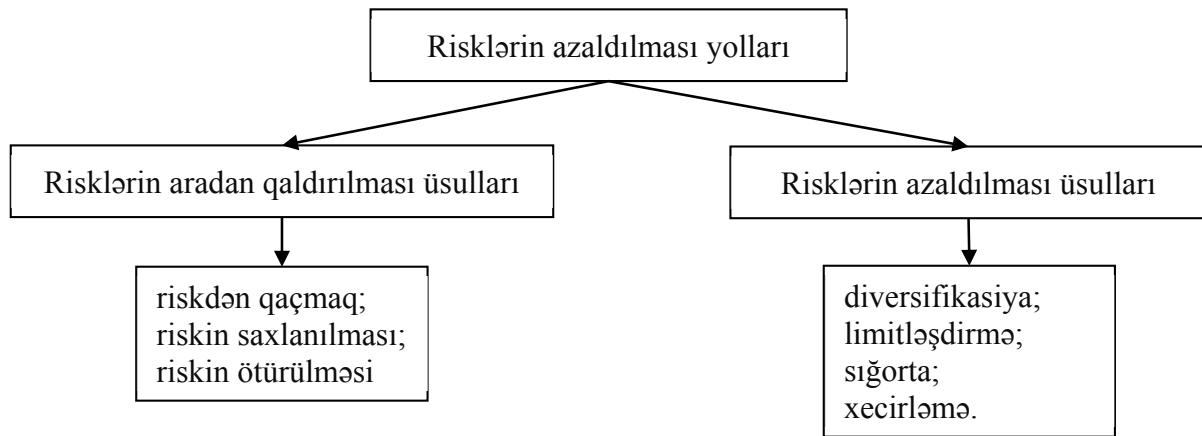 Risklərin azaldılması yolları
Risklərin aradan qaldırılması üsulları
Risklərin azaldılması üsulları
riskdən qaçmaq;
riskin saxlanılması;
riskin ötürülməsi
diversifikasiya;
limitləşdirmə;
sığorta;
xecirləmə.